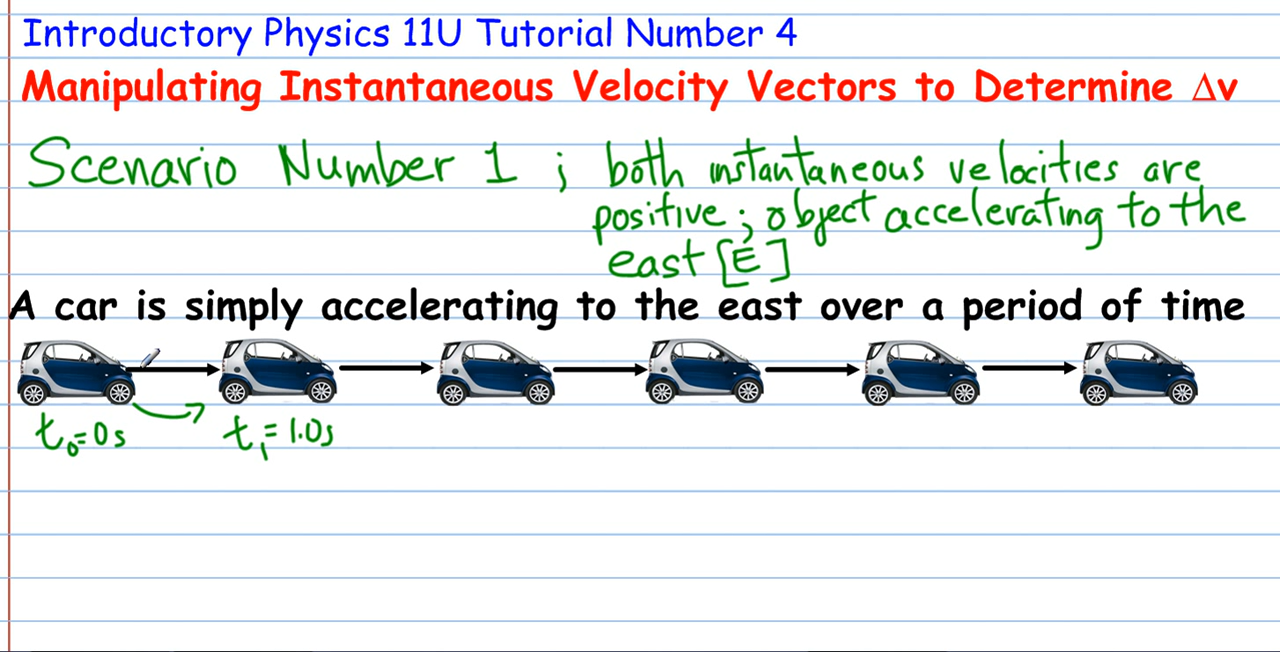 Introductory Physics 11U Tutorial Number 4
Manipulating Instantaneous Velocity Vectors to Determine Δv
Scenario Number 1 ; both instantaneous velocities are
positive ; object accelerating to the
east [E]
A car is simply accelerating to the east over a period of time
t₀=0s t₁=1.0s